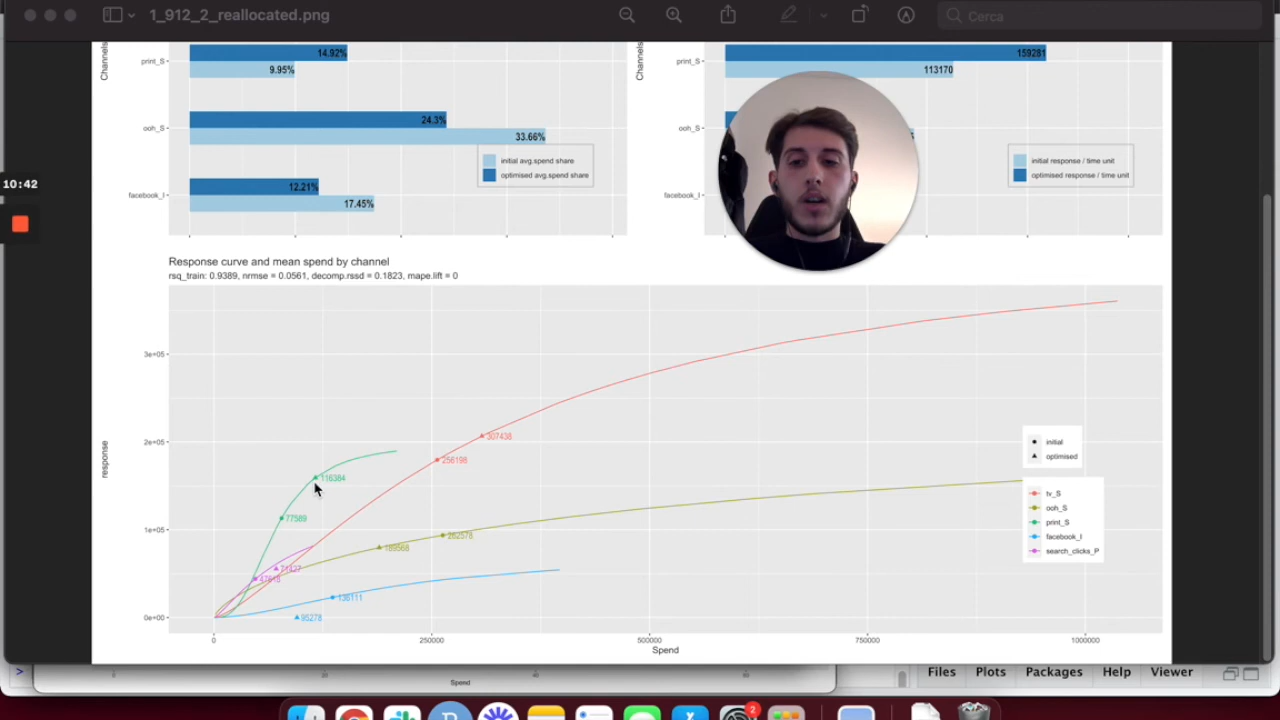 1_912_2_reallocated.png
Cerca
Channels
print_S
14.92%
9.95%
ooh_S
24.3%
33.66%
facebook_I
12.21%
17.45%
initial avg.spend share
optimised avg.spend share
Channels
print_S
159281
113170
ooh_S
facebook_I
initial response / time unit
optimised response / time unit
10:42
Response curve and mean spend by channel
rsq_train: 0.9389, nrmse = 0.0561, decomp.rssd = 0.1823, mape.lift = 0
response
3e+05
2e+05
1e+05
0e+00
307438
256198
116384
77589
262578
189568
71427
47618
136111
95278
initial
optimised
tv_S
ooh_S
print_S
facebook_I
search_clicks_P
0
250000
500000
750000
1000000
Spend
>
Files
Plots
Packages
Help
Viewer
Spend
2